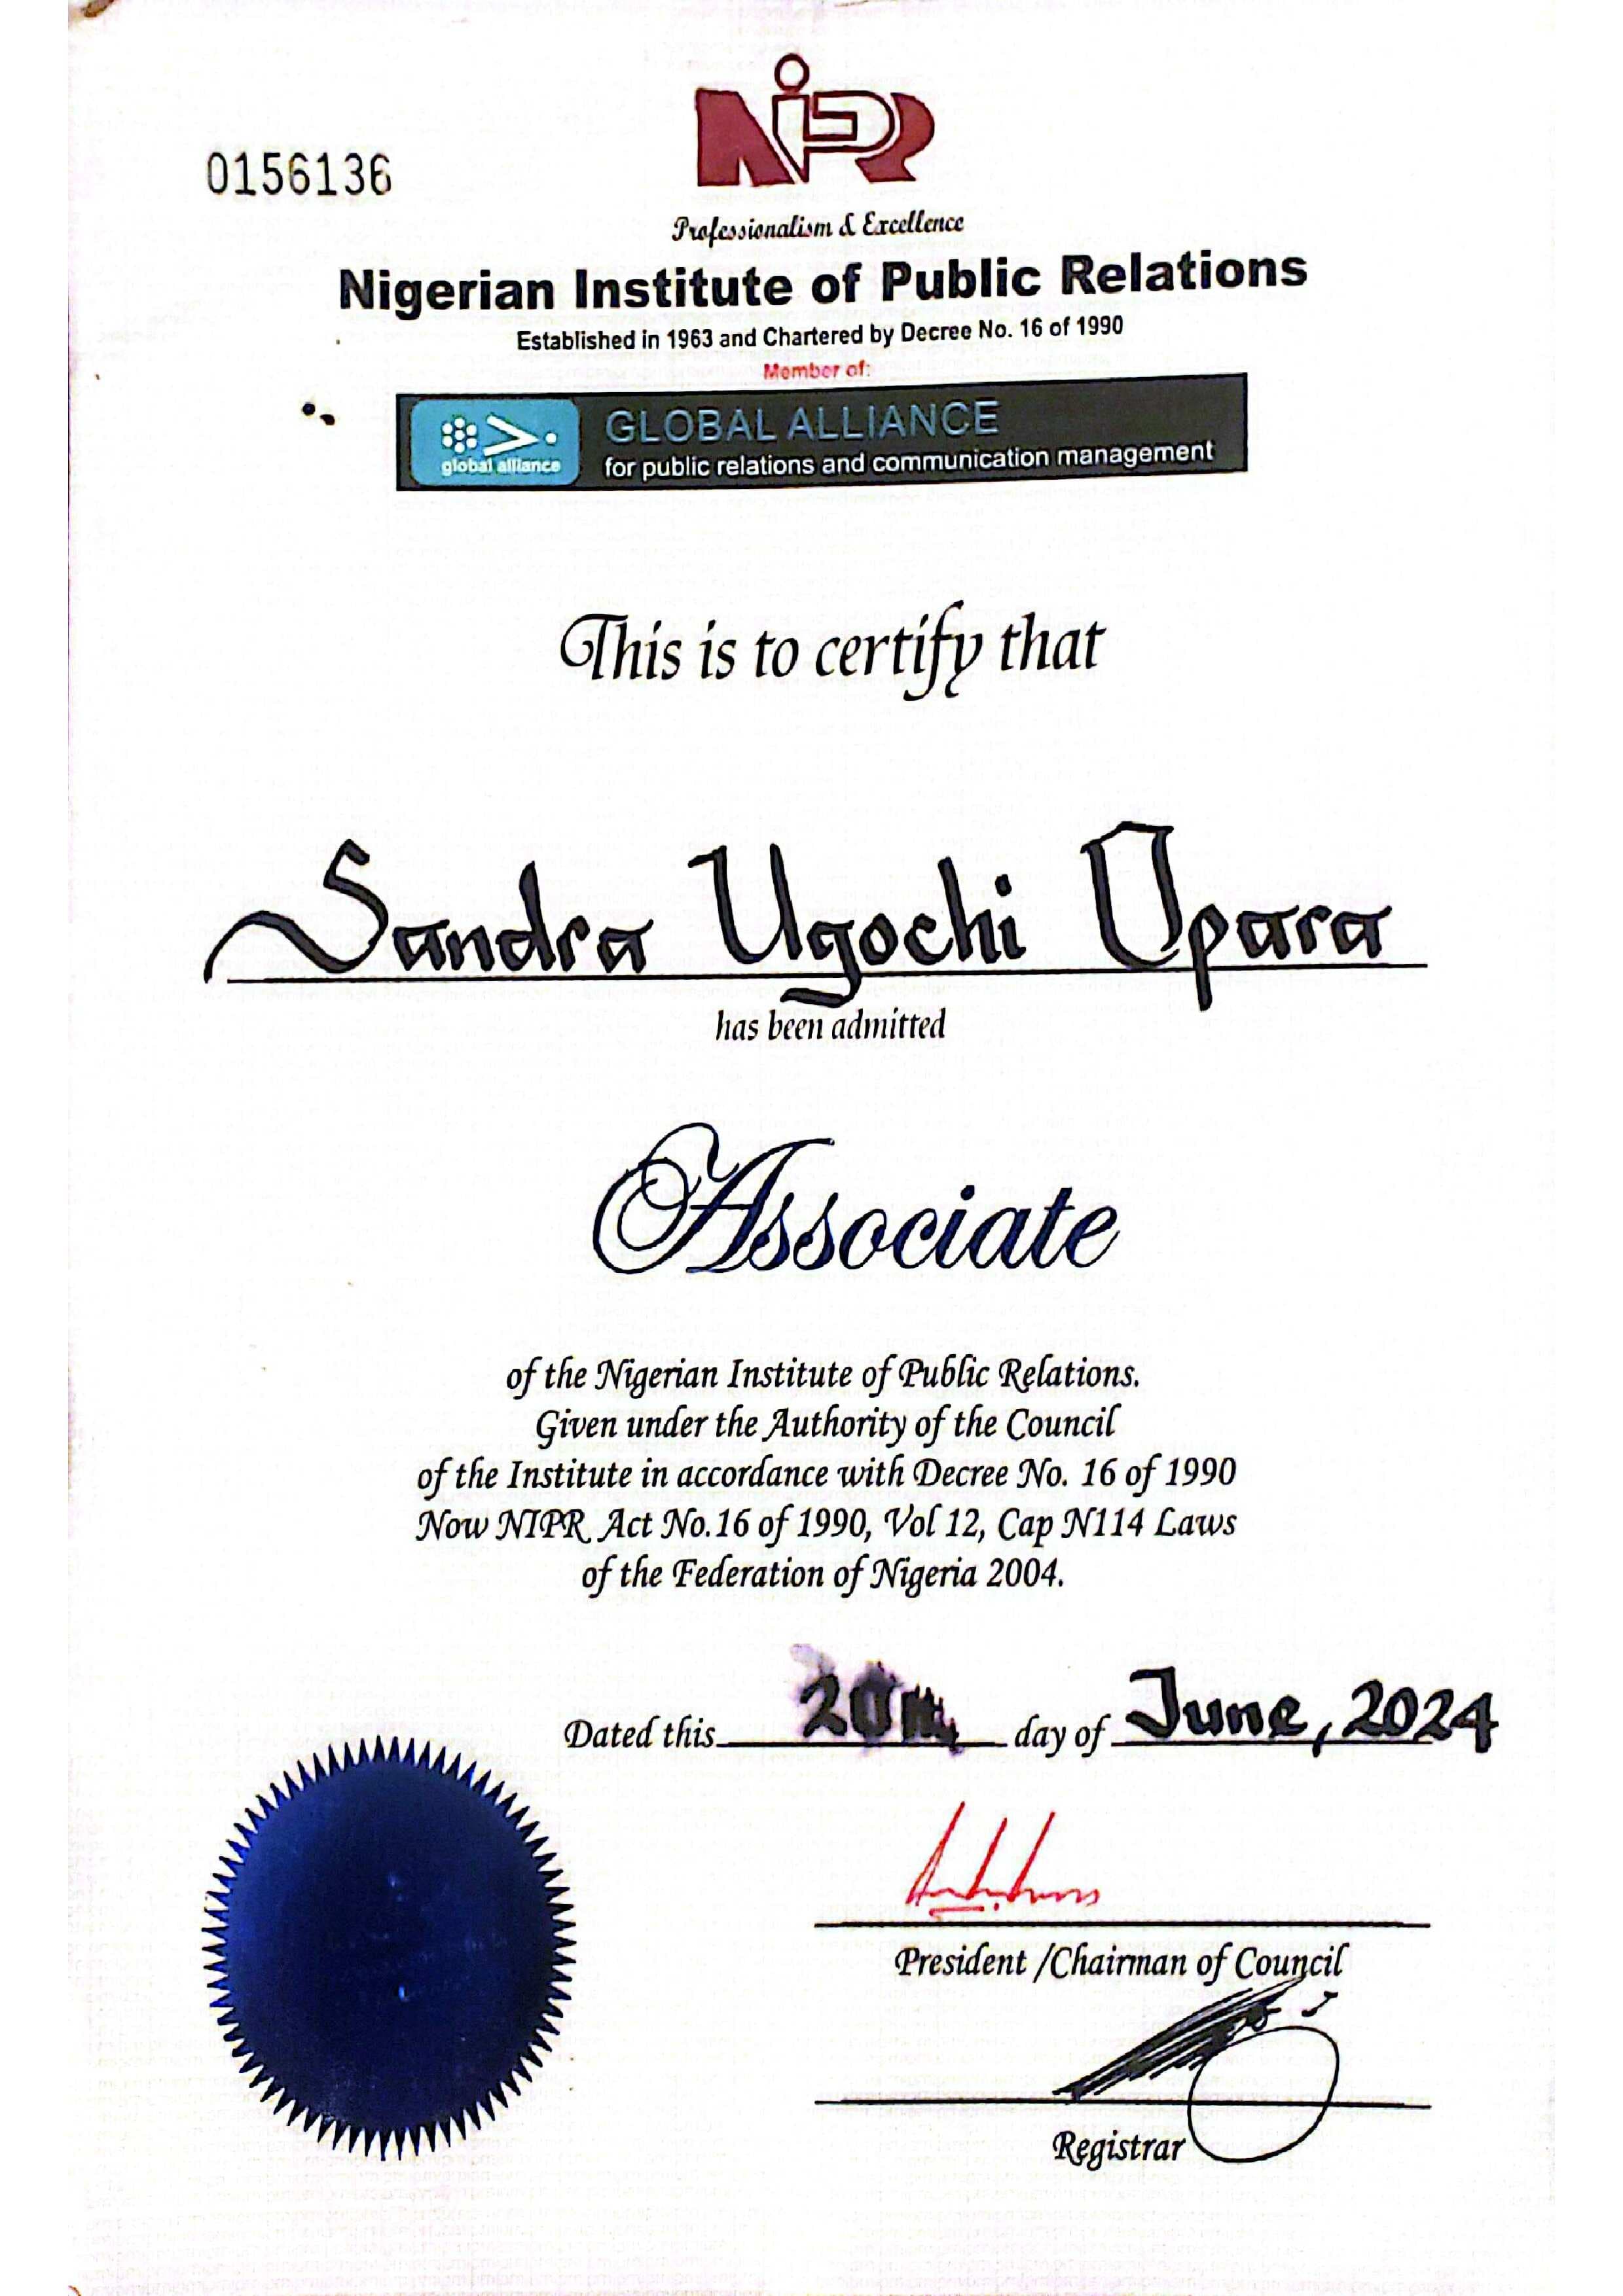 0156136
NIPR
Professionalism & Excellence
Nigerian Institute of Public Relations
Established in 1963 and Chartered by Decree No. 16 of 1990
Member of:
global alliance
GLOBAL ALLIANCE
for public relations and communication management
This is to certify that
Sandra Ugochi Opara
has been admitted
Associate
of the Nigerian Institute of Public Relations.
Given under the Authority of the Council
of the Institute in accordance with Decree No. 16 of 1990
Now NIPR Act No.16 of 1990, Vol 12, Cap N114 Laws
of the Federation of Nigeria 2004.
Dated this 20th day of June, 2024
President /Chairman of Council
Registrar